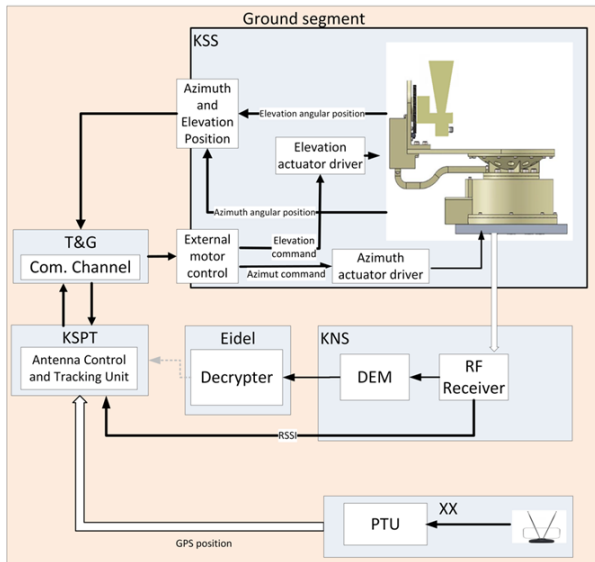 Ground segment
KSS
Azimuth
and
Elevation
Position
Elevation angular position
Elevation
actuator driver
Azimuth angular position
T&G
Com. Channel
External
motor
control
Elevation
command
Azimut command
Azimuth
actuator driver
KSPT
Antenna Control
and Tracking Unit
Eidel
Decrypter
KNS
DEM
RF
Receiver
RSSI
XX
PTU
GPS position